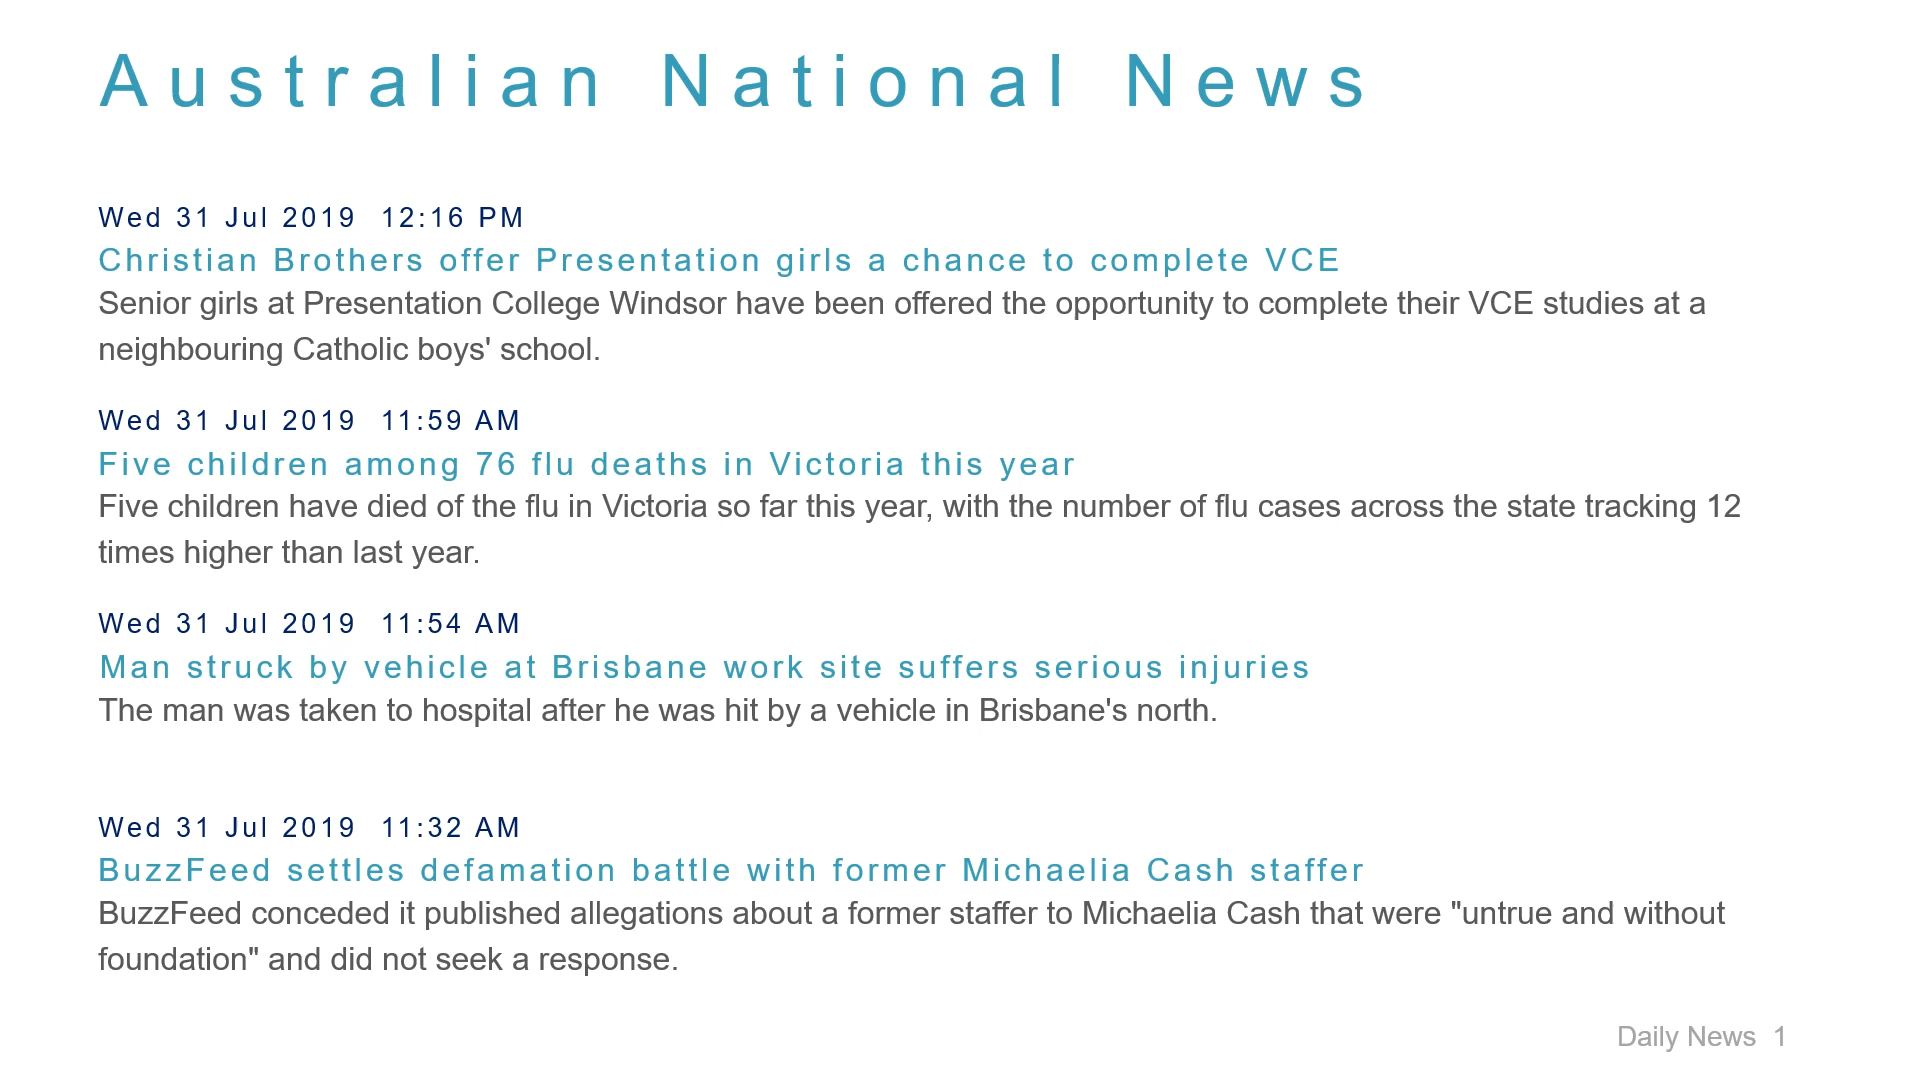 Australian National News
Wed 31 Jul 2019  12:16 PM
Christian Brothers offer Presentation girls a chance to complete VCE
Senior girls at Presentation College Windsor have been offered the opportunity to complete their VCE studies at a
neighbouring Catholic boys' school.
Wed 31 Jul 2019  11:59 AM
Five children among 76 flu deaths in Victoria this year
Five children have died of the flu in Victoria so far this year, with the number of flu cases across the state tracking 12
times higher than last year.
Wed 31 Jul 2019  11:54 AM
Man struck by vehicle at Brisbane work site suffers serious injuries
The man was taken to hospital after he was hit by a vehicle in Brisbane's north.
Wed 31 Jul 2019  11:32 AM
BuzzFeed settles defamation battle with former Michaelia Cash staffer
BuzzFeed conceded it published allegations about a former staffer to Michaelia Cash that were "untrue and without
foundation" and did not seek a response.
Daily News  1